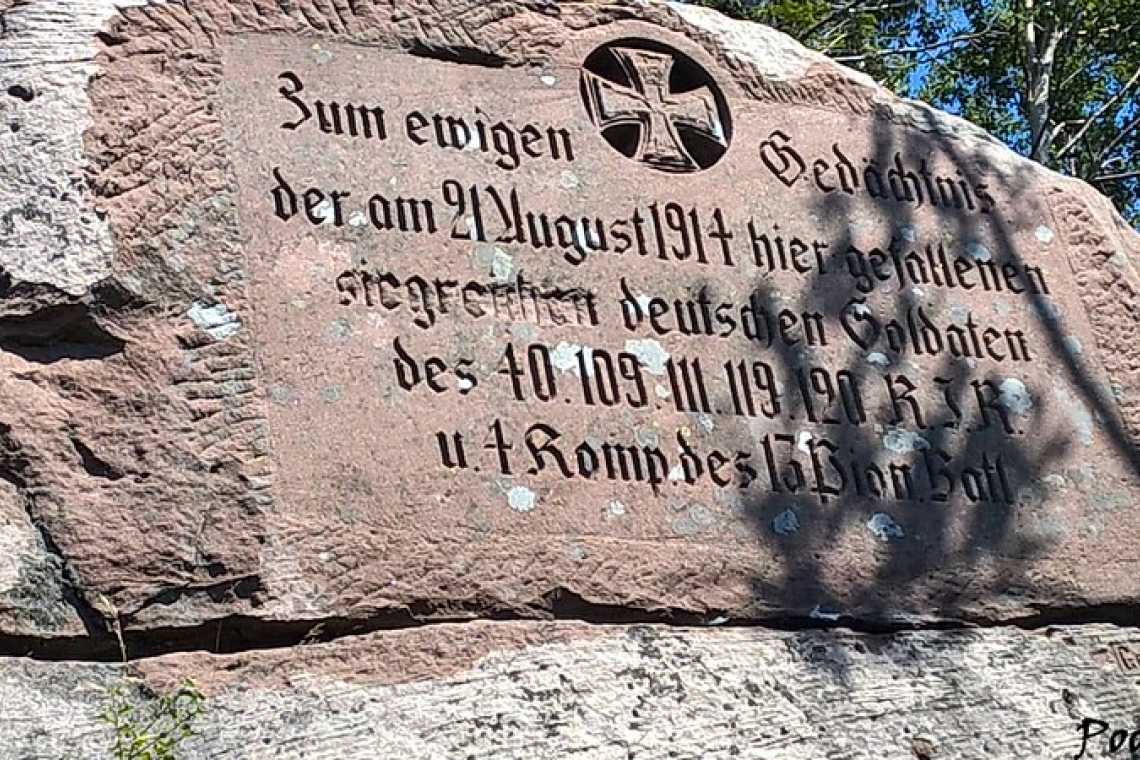 Zum ewigen Gedächtnis
der am 21 August 1914 hier gefallenen
siegreichen deutschen Soldaten
des 40. 109. 111. 119. 120 R. I. R.
u. 4 Komp des 13 Pion. Batl.